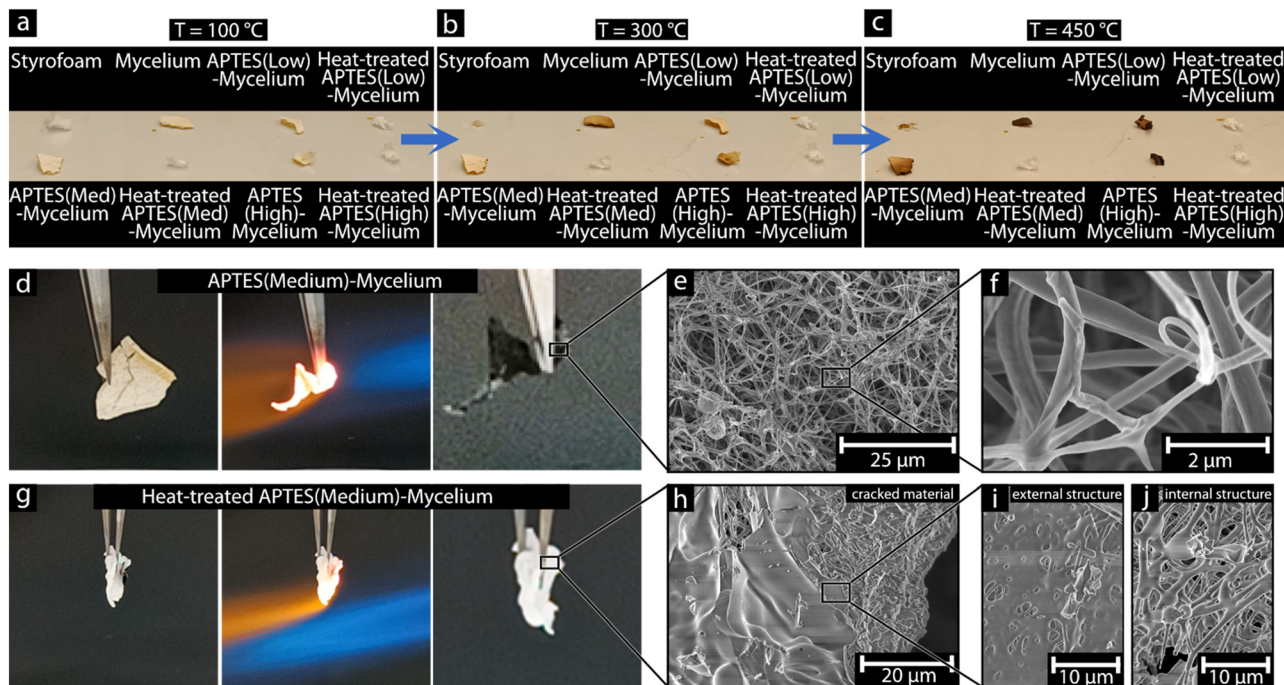 a
T = 100 °C
Styrofoam
Mycelium
APTES(Low)
-Mycelium
Heat-treated
APTES(Low)
-Mycelium
APTES(Med)
-Mycelium
Heat-treated
APTES(Med)
-Mycelium
APTES
(High)-
Mycelium
Heat-treated
APTES(High)
-Mycelium
b
T = 300 °C
Styrofoam
Mycelium
APTES(Low)
-Mycelium
Heat-treated
APTES(Low)
-Mycelium
APTES(Med)
-Mycelium
Heat-treated
APTES(Med)
-Mycelium
APTES
(High)-
Mycelium
Heat-treated
APTES(High)
-Mycelium
c
T = 450 °C
Styrofoam
Mycelium
APTES(Low)
-Mycelium
Heat-treated
APTES(Low)
-Mycelium
APTES(Med)
-Mycelium
Heat-treated
APTES(Med)
-Mycelium
APTES
(High)-
Mycelium
Heat-treated
APTES(High)
-Mycelium
d
APTES(Medium)-Mycelium
e
25 µm
f
2 µm
g
Heat-treated APTES(Medium)-Mycelium
h
cracked material
20 µm
i
external structure
10 µm
j
internal structure
10 µm